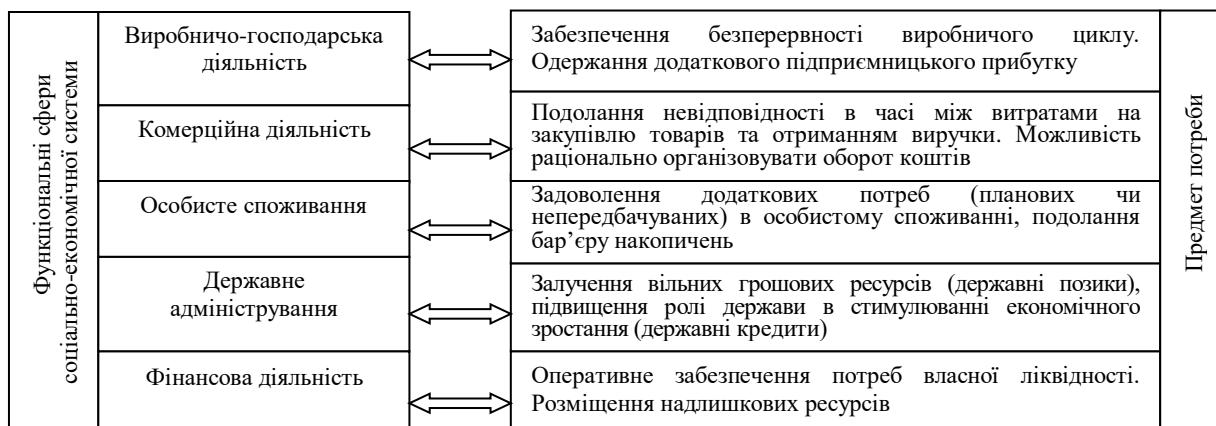 Функціональні сфери
соціально-економічної системи
Виробничо-господарська
діяльність
Забезпечення безперервності виробничого циклу.
Одержання додаткового підприємницького прибутку
Комерційна діяльність
Подолання невідповідності в часі між витратами на
закупівлю товарів та отриманням виручки. Можливість
раціонально організовувати оборот коштів
Особисте споживання
Задоволення додаткових потреб (планових чи
непередбачуваних) в особистому споживанні, подолання
бар’єру накопичень
Державне
адміністрування
Залучення вільних грошових ресурсів (державні позики),
підвищення ролі держави в стимулюванні економічного
зростання (державні кредити)
Фінансова діяльність
Оперативне забезпечення потреб власної ліквідності.
Розміщення надлишкових ресурсів
Предмет потреби